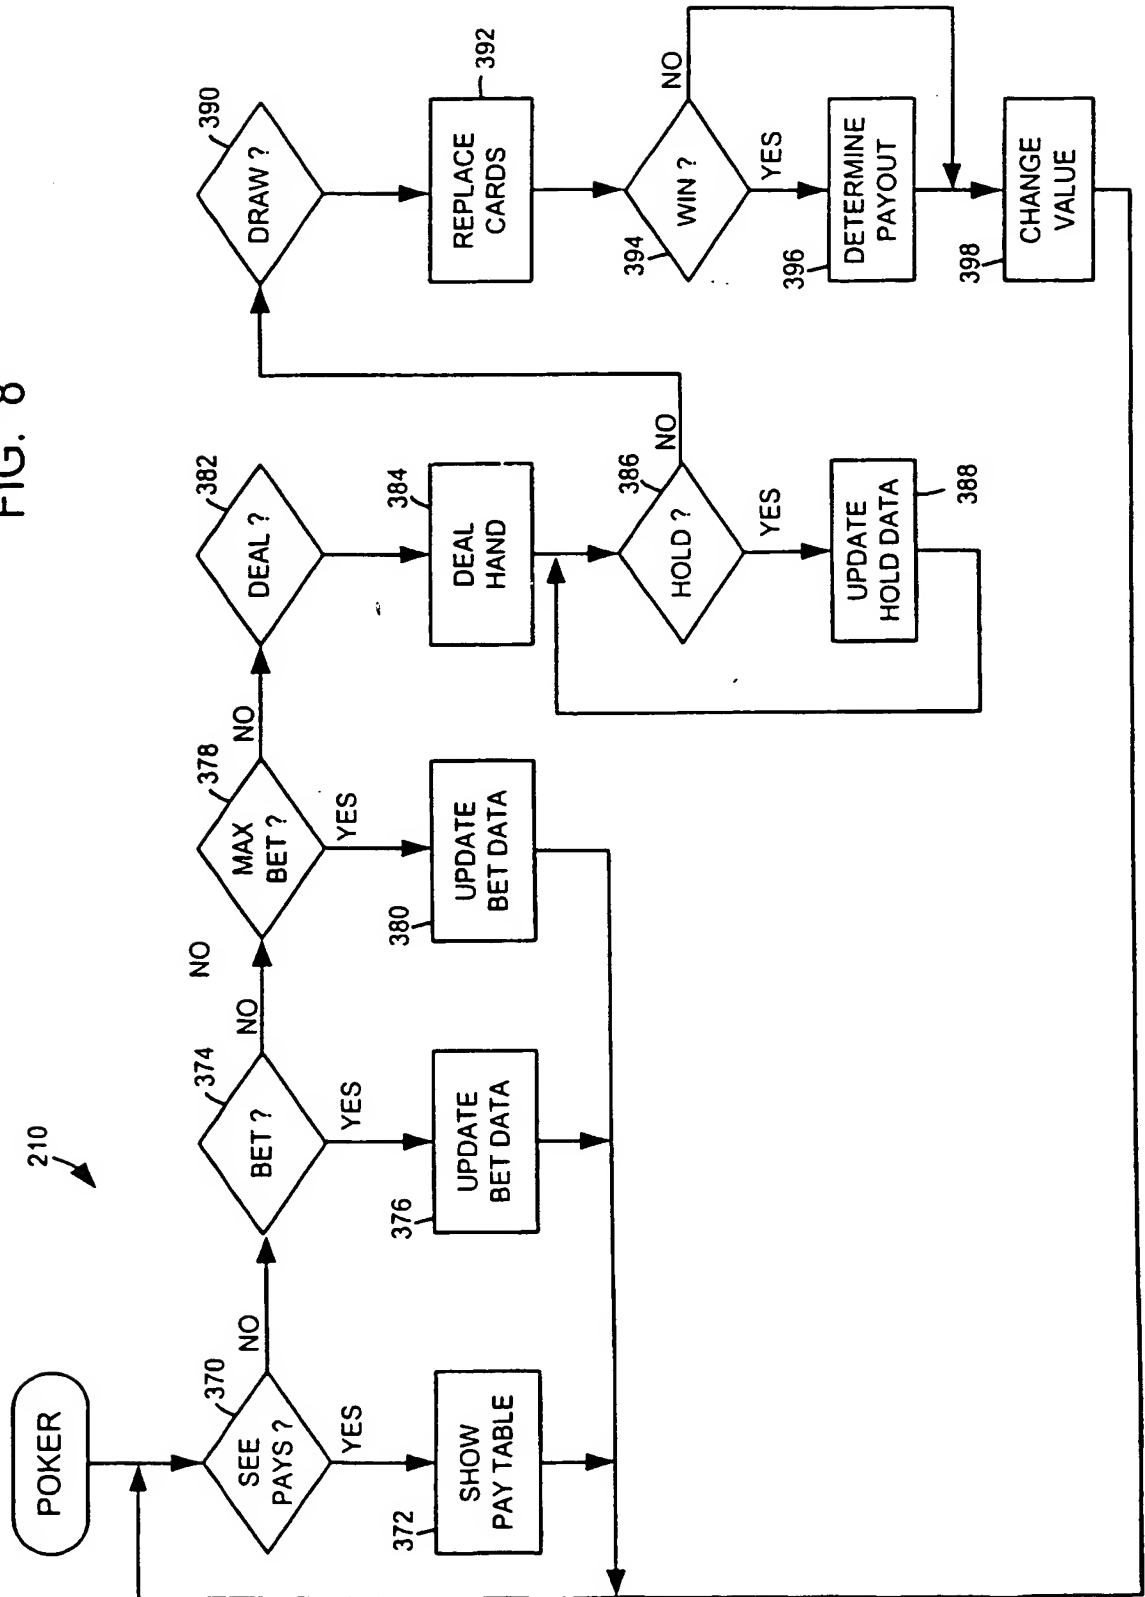 FIG. 8
210
POKER
370
SEE
PAYS ?
NO
YES
372
SHOW
PAY TABLE
374
BET ?
NO
NO
YES
376
UPDATE
BET DATA
378
MAX
BET ?
NO
YES
380
UPDATE
BET DATA
382
DEAL ?
384
DEAL
HAND
386
HOLD ?
NO
YES
388
UPDATE
HOLD DATA
390
DRAW ?
392
REPLACE
CARDS
394
WIN ?
NO
YES
396
DETERMINE
PAYOUT
398
CHANGE
VALUE